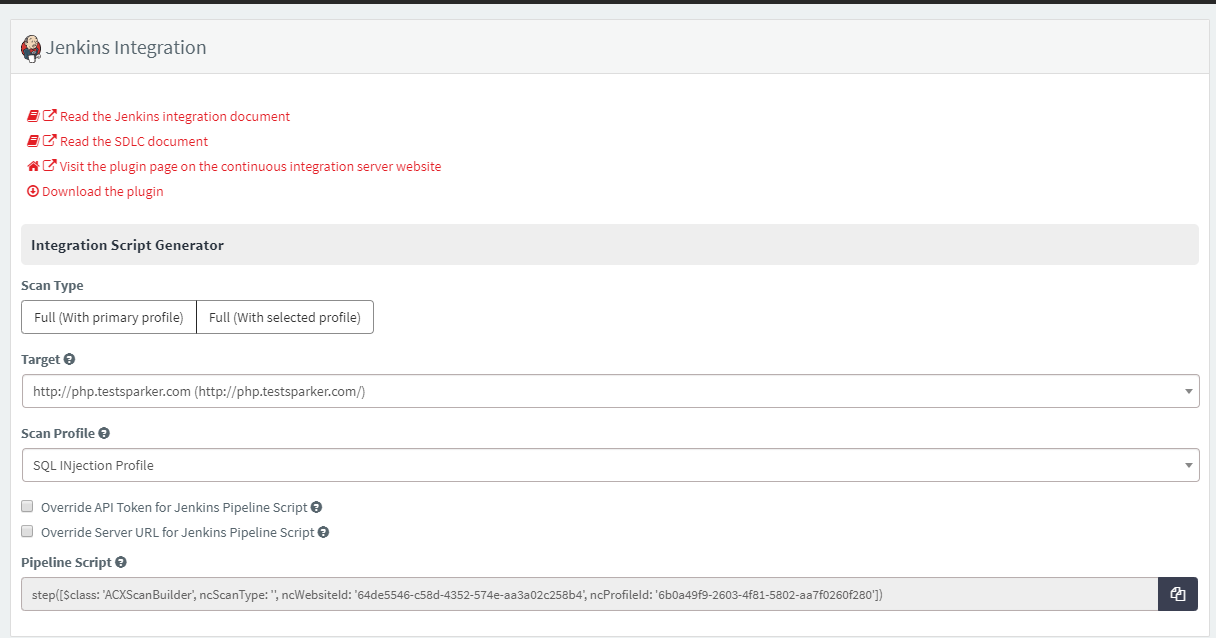 Jenkins Integration
Read the Jenkins integration document
Read the SDLC document
Visit the plugin page on the continuous integration server website
Download the plugin
Integration Script Generator
Scan Type
Full (With primary profile) Full (With selected profile)
Target
http://php.testsparker.com (http://php.testsparker.com/)
Scan Profile
SQL INjection Profile
Override API Token for Jenkins Pipeline Script
Override Server URL for Jenkins Pipeline Script
Pipeline Script
step([$class: 'ACXScanBuilder', ncScanType: '', ncWebsiteId: '64de5546-c58d-4352-574e-aa3a02c258b4', ncProfileId: '6b0a49f9-2603-4f81-5802-aa7f0260f280'])